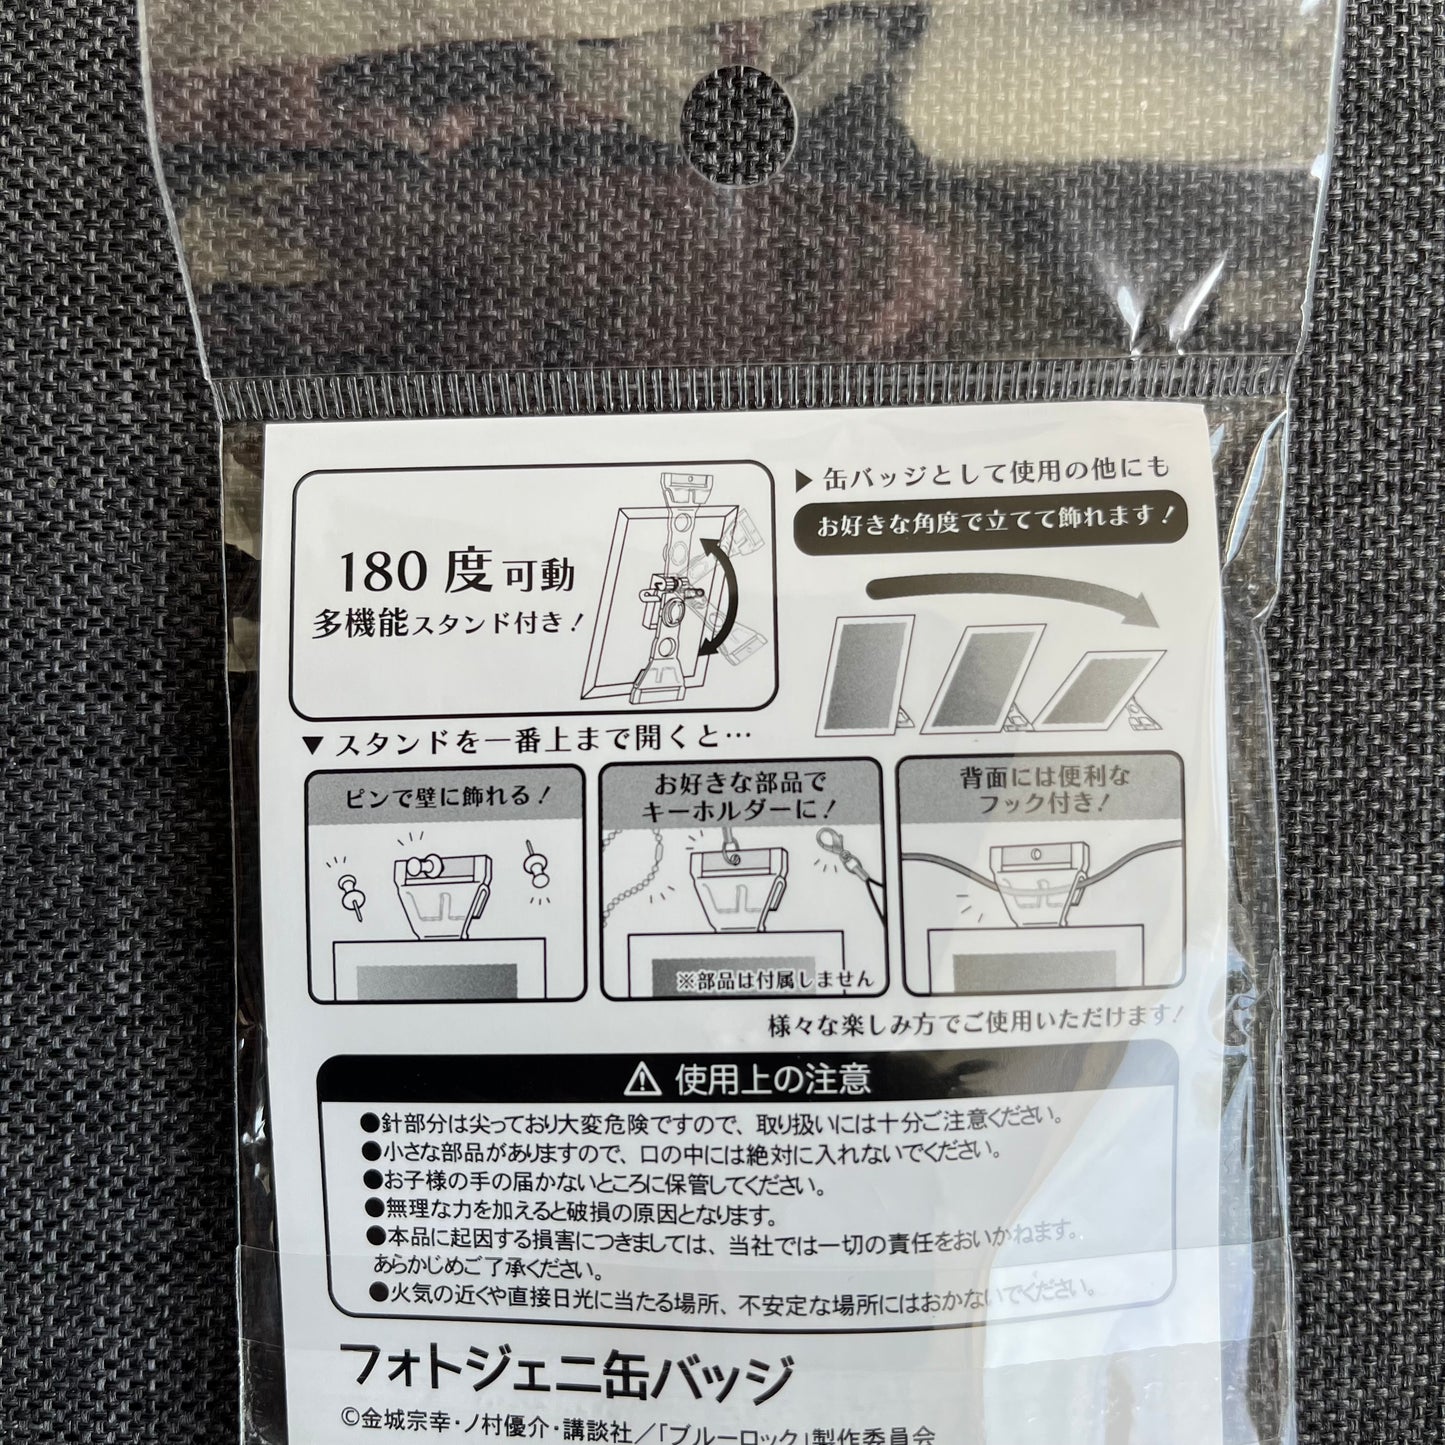 180度可動
多機能スタンド付き!
▶缶バッジとして使用の他にも
お好きな角度で立てて飾れます!
▼スタンドを一番上まで開くと…
ピンで壁に飾れる!
お好きな部品で
キーホルダーに!
※部品は付属しません
背面には便利な
フック付き!
様々な楽しみ方でご使用いただけます!
⚠使用上の注意
●針部分は尖っており大変危険ですので、取り扱いには十分ご注意ください。
●小さな部品がありますので、口の中には絶対に入れないでください。
●お子様の手の届かないところに保管してください。
●無理な力を加えると破損の原因となります。
●本品に起因する損害につきましては、当社では一切の責任をおいかねます。
あらかじめご了承ください。
●火気の近くや直接日光に当たる場所、不安定な場所にはおかないでください。
フォトジェニ缶バッジ
©金城宗幸・ノ村優介・講談社/「ブルーロック」製作委員会